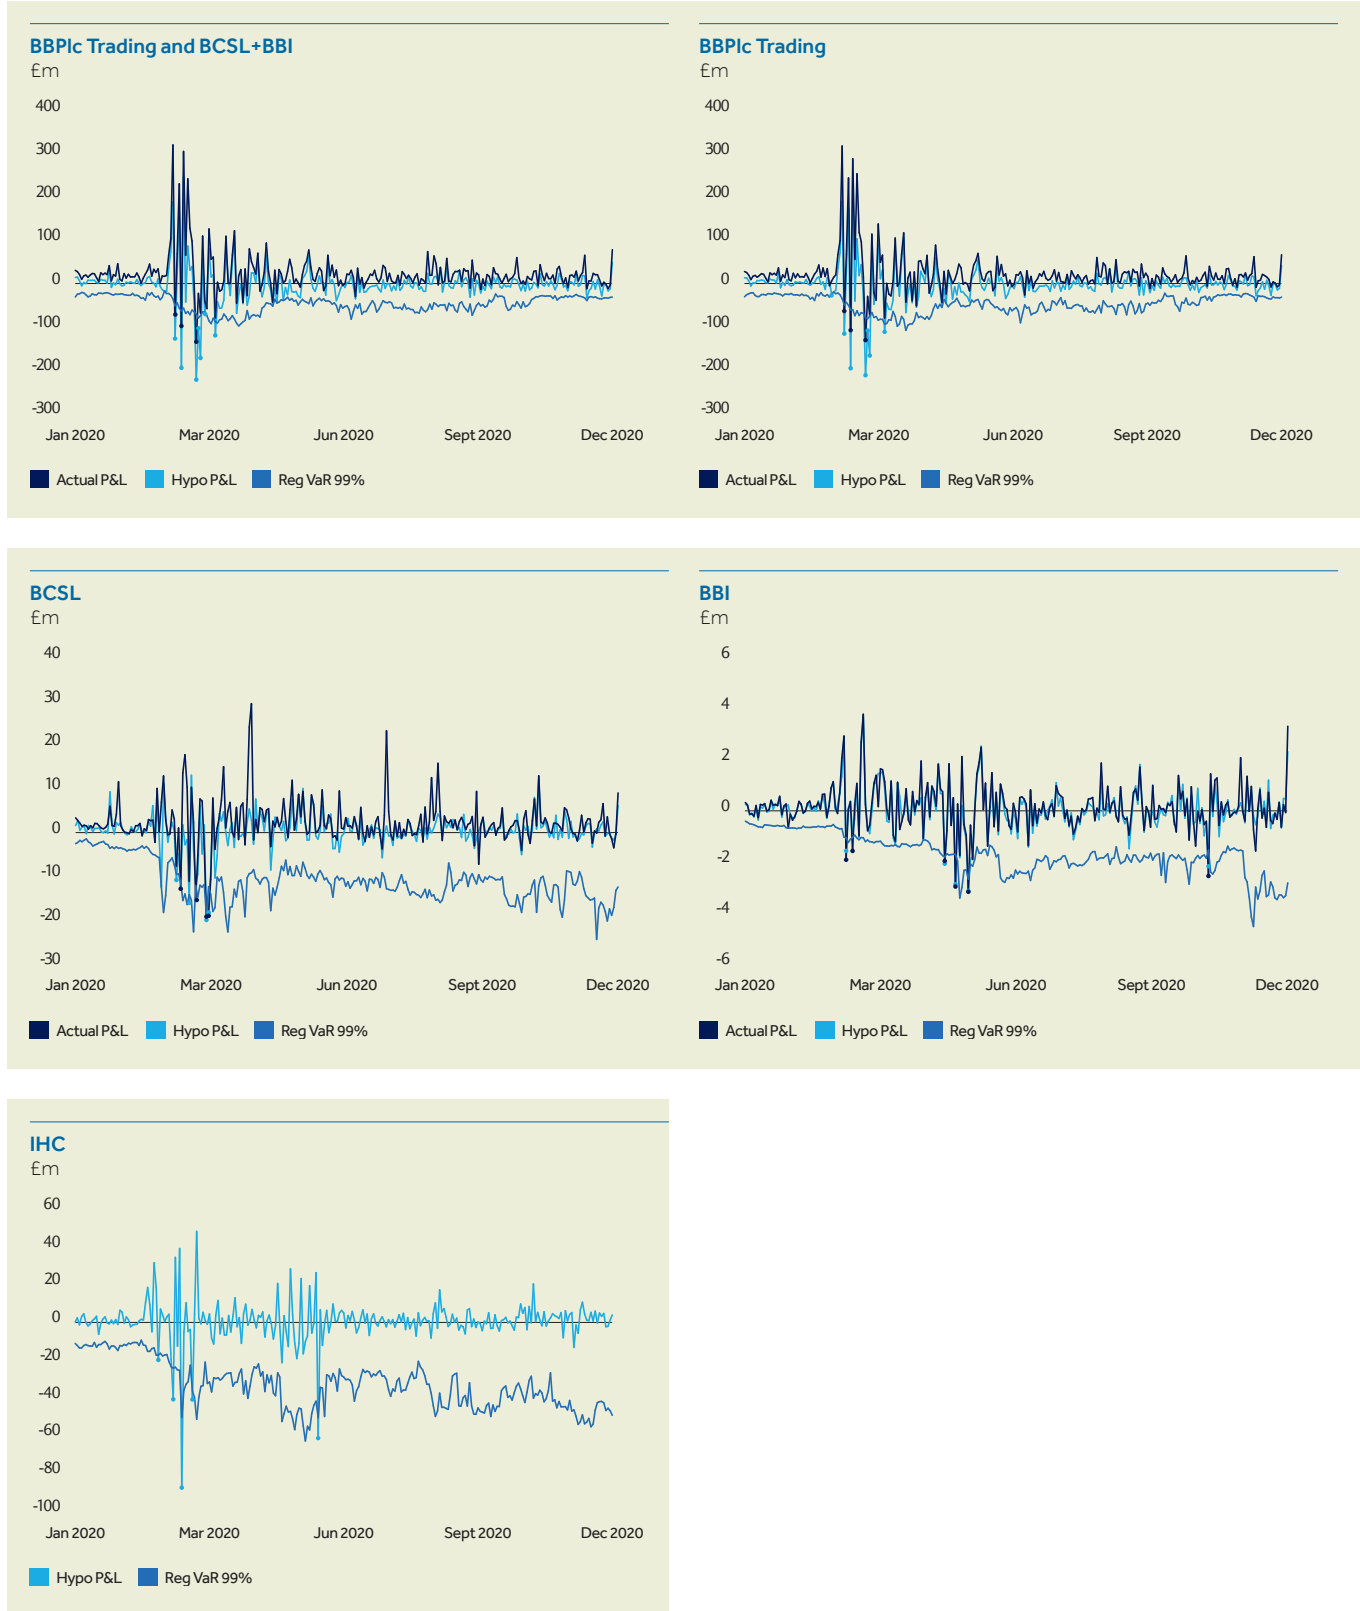 BBPlc Trading and BCSL+BBI
£m
400
300
200
100
0
-100
-200
-300
Jan 2020 Mar 2020 Jun 2020 Sept 2020 Dec 2020
Actual P&L Hypo P&L Reg VaR 99%
BBPlc Trading
£m
400
300
200
100
0
-100
-200
-300
Jan 2020 Mar 2020 Jun 2020 Sept 2020 Dec 2020
Actual P&L Hypo P&L Reg VaR 99%
BCSL
£m
40
30
20
10
0
-10
-20
-30
Jan 2020 Mar 2020 Jun 2020 Sept 2020 Dec 2020
Actual P&L Hypo P&L Reg VaR 99%
BBI
£m
6
4
2
0
-2
-4
-6
Jan 2020 Mar 2020 Jun 2020 Sept 2020 Dec 2020
Actual P&L Hypo P&L Reg VaR 99%
IHC
£m
60
40
20
0
-20
-40
-60
-80
-100
Jan 2020 Mar 2020 Jun 2020 Sept 2020 Dec 2020
Hypo P&L Reg VaR 99%